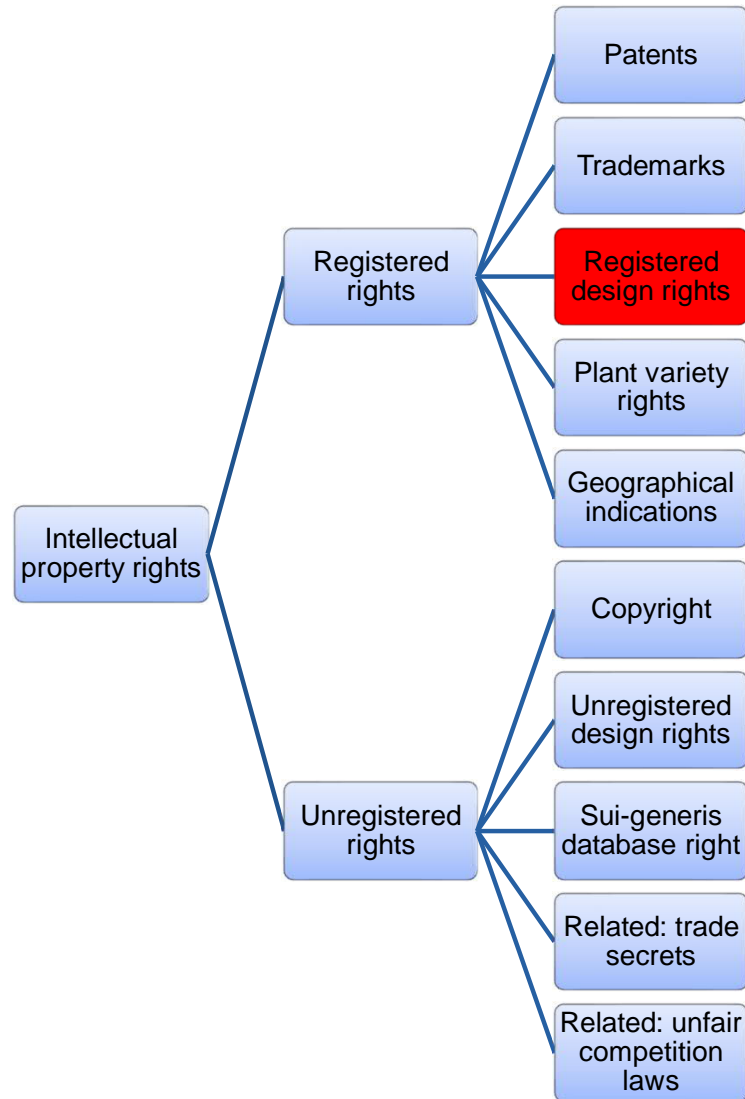 Patents
Trademarks
Registered
rights
Registered
design rights
Plant variety
rights
Geographical
indications
Intellectual
property rights
Copyright
Unregistered
design rights
Unregistered
rights
Sui-generis
database right
Related: trade
secrets
Related: unfair
competition
laws